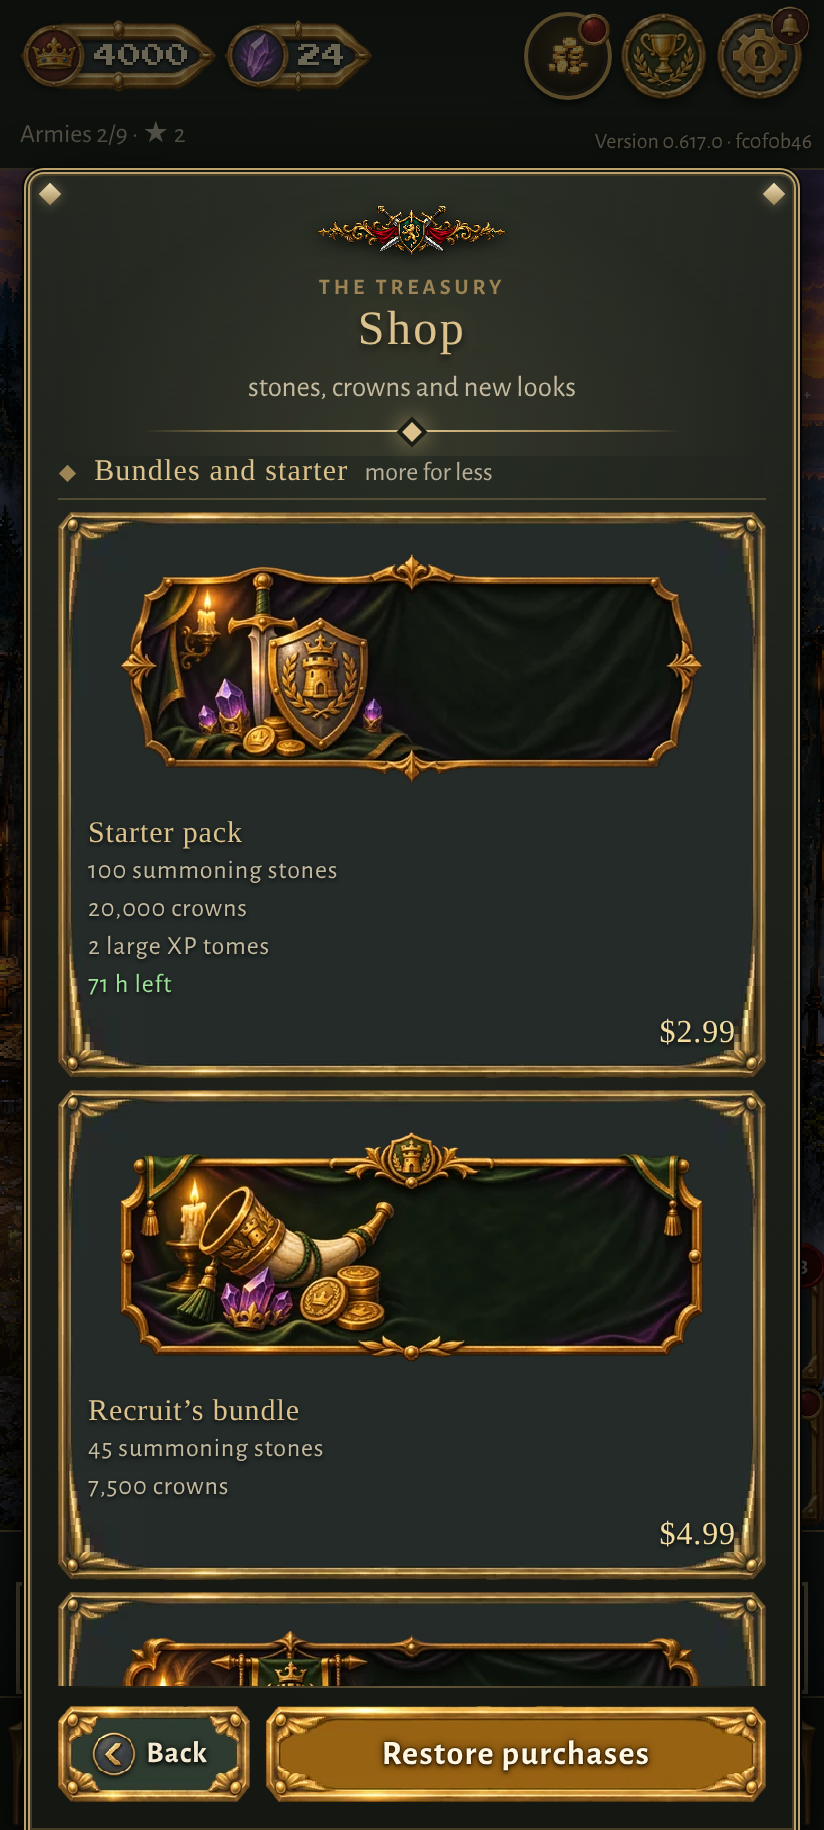 4000
24
Armies 2/9 · ★ 2
Version 0.617.0 · fc0f0b46
THE TREASURY
Shop
stones, crowns and new looks
Bundles and starter more for less
Starter pack
100 summoning stones
20,000 crowns
2 large XP tomes
71 h left
$2.99
Recruit’s bundle
45 summoning stones
7,500 crowns
$4.99
Back
Restore purchases